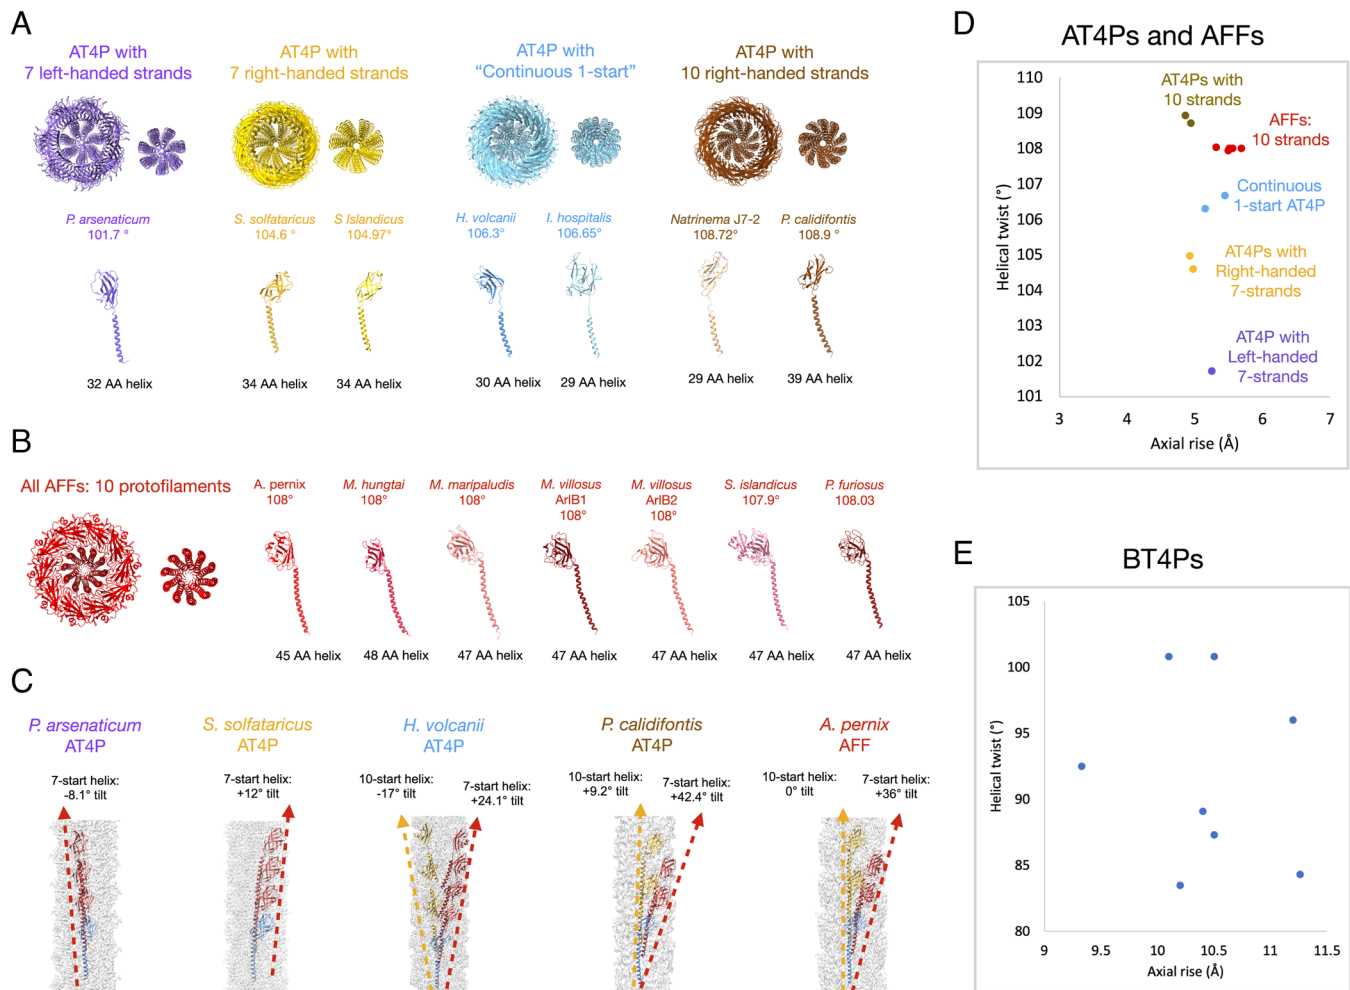 A
AT4P with
7 left-handed strands
AT4P with
7 right-handed strands
AT4P with
“Continuous 1-start”
AT4P with
10 right-handed strands
P. arsenaticum
101.7 °
S. solfataricus
104.6 °
S Islandicus
104.97°
H. volcanii
106.3°
I. hospitalis
106.65°
Natrinema J7-2
108.72°
P. calidifontis
108.9°
32 AA helix
34 AA helix
34 AA helix
30 AA helix
29 AA helix
29 AA helix
39 AA helix
B
All AFFs: 10 protofilaments
A. pernix
108°
M. hungtai
108°
M. maripaludis
108°
M. villosus
ArlB1
108°
M. villosus
ArlB2
108°
S. islandicus
107.9°
P. furiosus
108.03
45 AA helix
48 AA helix
47 AA helix
47 AA helix
47 AA helix
47 AA helix
47 AA helix
C
P. arsenaticum
AT4P
S. solfataricus
AT4P
H. volcanii
AT4P
P. calidifontis
AT4P
A. pernix
AFF
7-start helix:
-8.1° tilt
7-start helix:
+12° tilt
10-start helix:
-17° tilt
7-start helix:
+24.1° tilt
10-start helix:
+9.2° tilt
7-start helix:
+42.4° tilt
10-start helix:
0° tilt
7-start helix:
+36° tilt
D
AT4Ps and AFFs
Helical twist (°)
110
109
108
107
106
105
104
103
102
101
3
4
5
6
7
Axial rise (Å)
AT4Ps with
10 strands
AFFs:
10 strands
Continuous
1-start AT4P
AT4Ps with
Right-handed
7-strands
AT4P with
Left-handed
7-strands
E
BT4Ps
Helical twist (°)
105
100
95
90
85
80
9
9.5
10
10.5
11
11.5
Axial rise (Å)